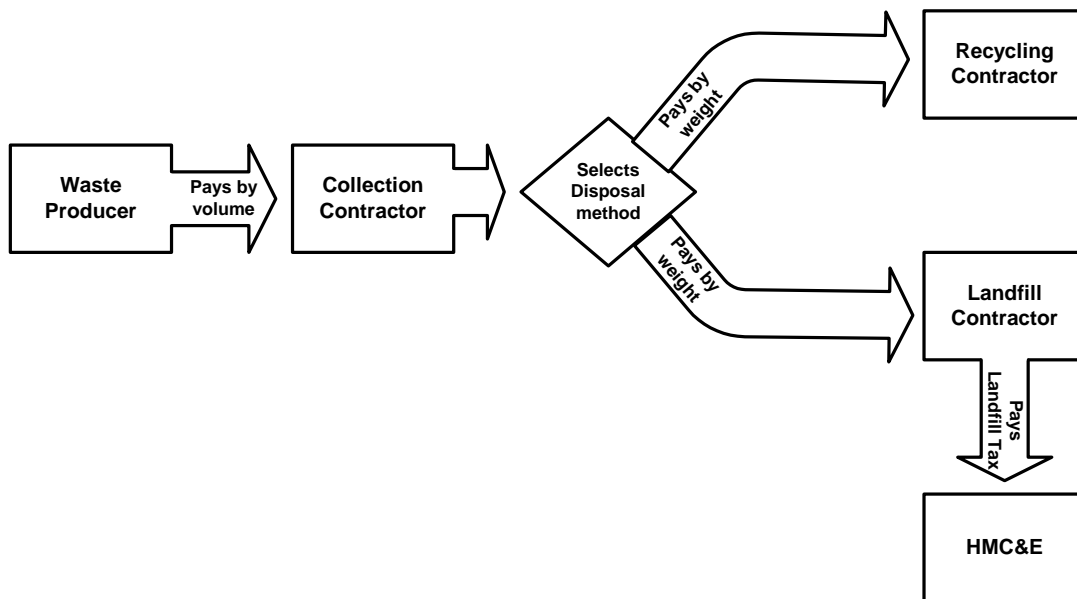 Waste
Producer
Pays by
volume
Collection
Contractor
Selects
Disposal
method
Pays by
weight
Recycling
Contractor
Pays by
weight
Landfill
Contractor
Pays
Landfill Tax
HMC&E